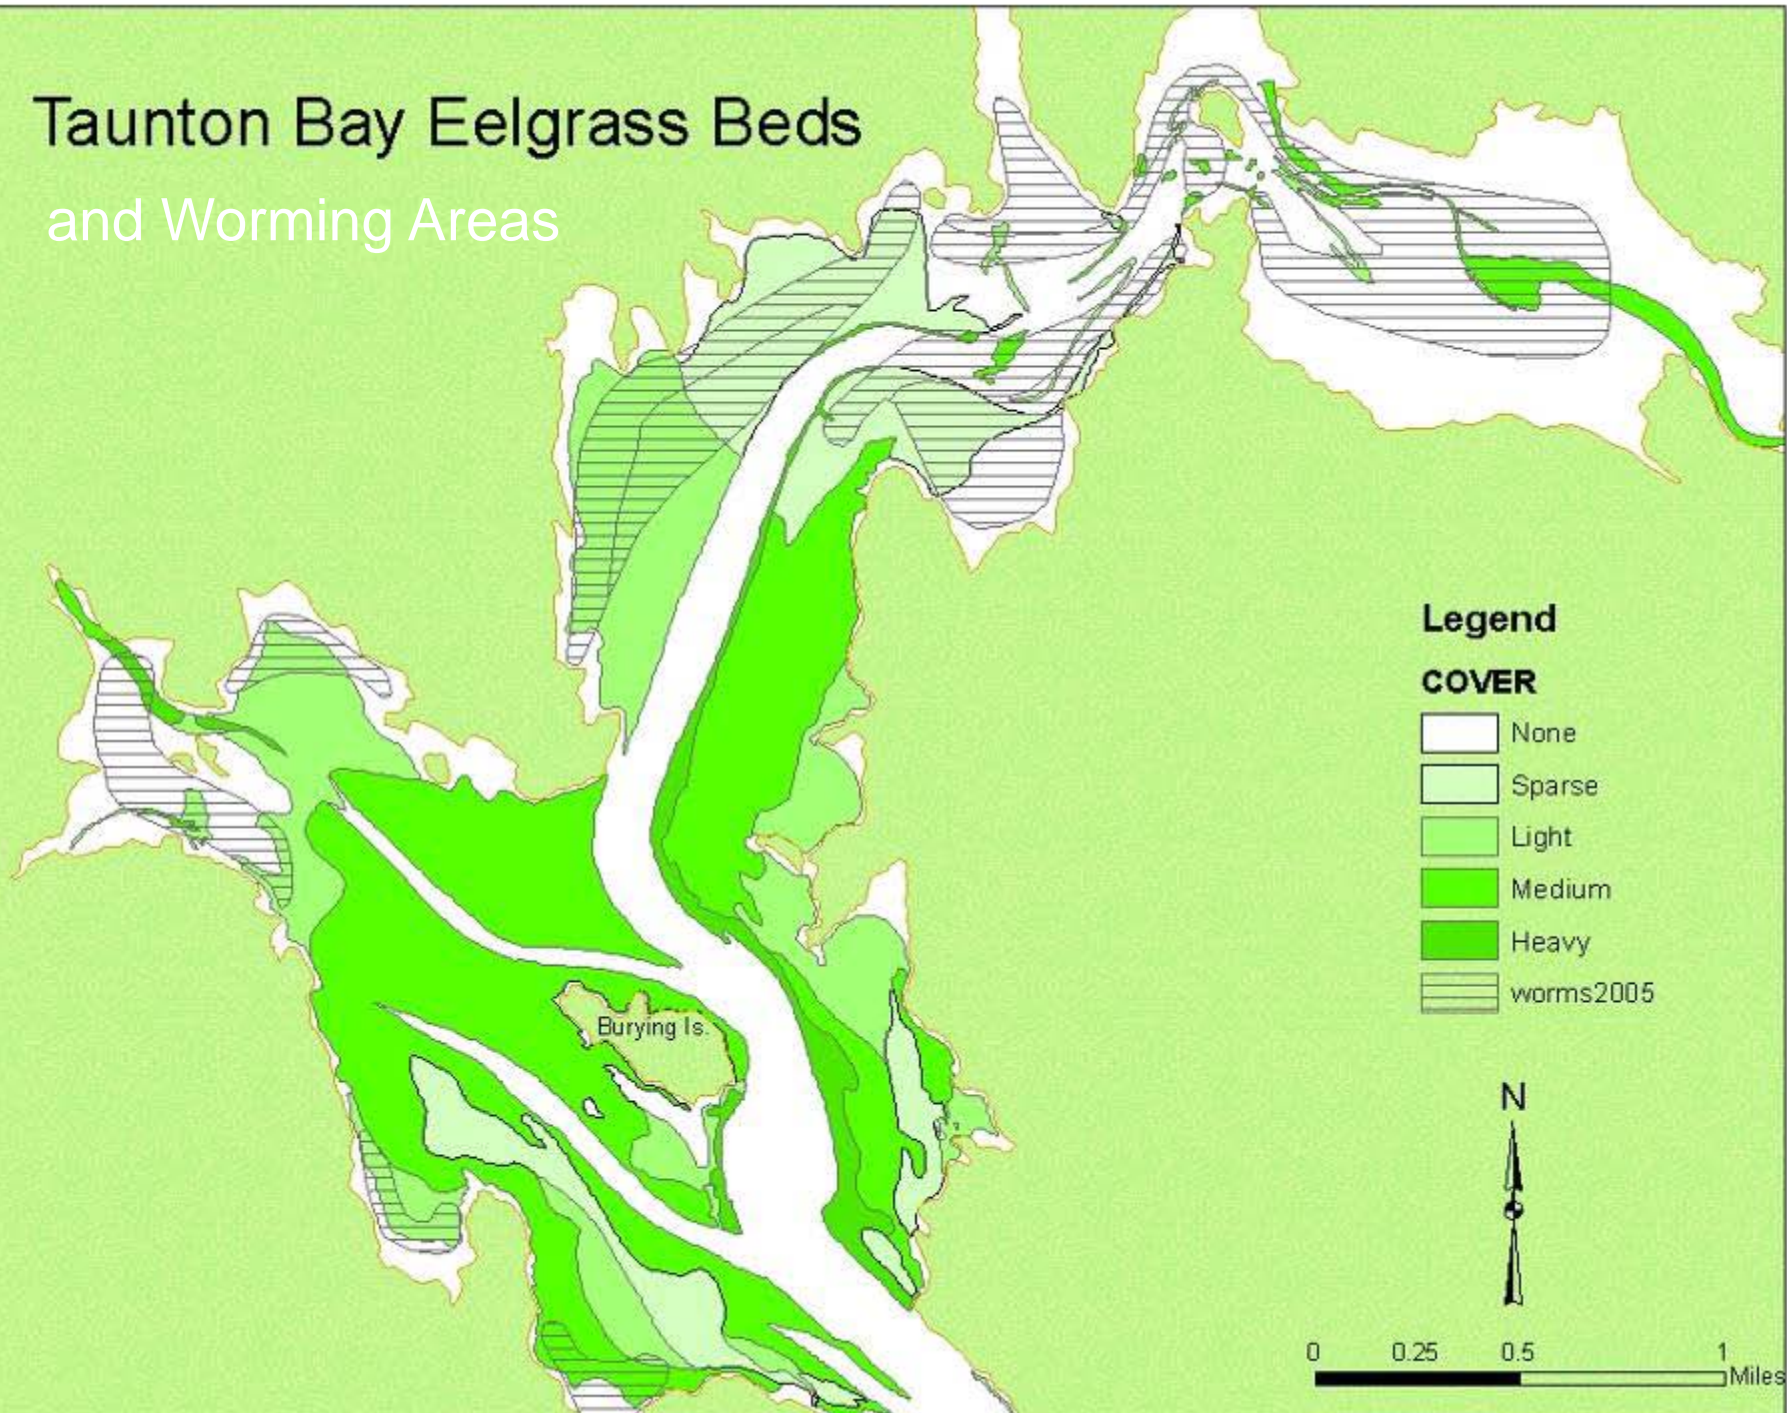 Taunton Bay Eelgrass Beds
and Worming Areas
Burying Is.
Legend
COVER
None
Sparse
Light
Medium
Heavy
worms2005
N
0 0.25 0.5 1
Miles